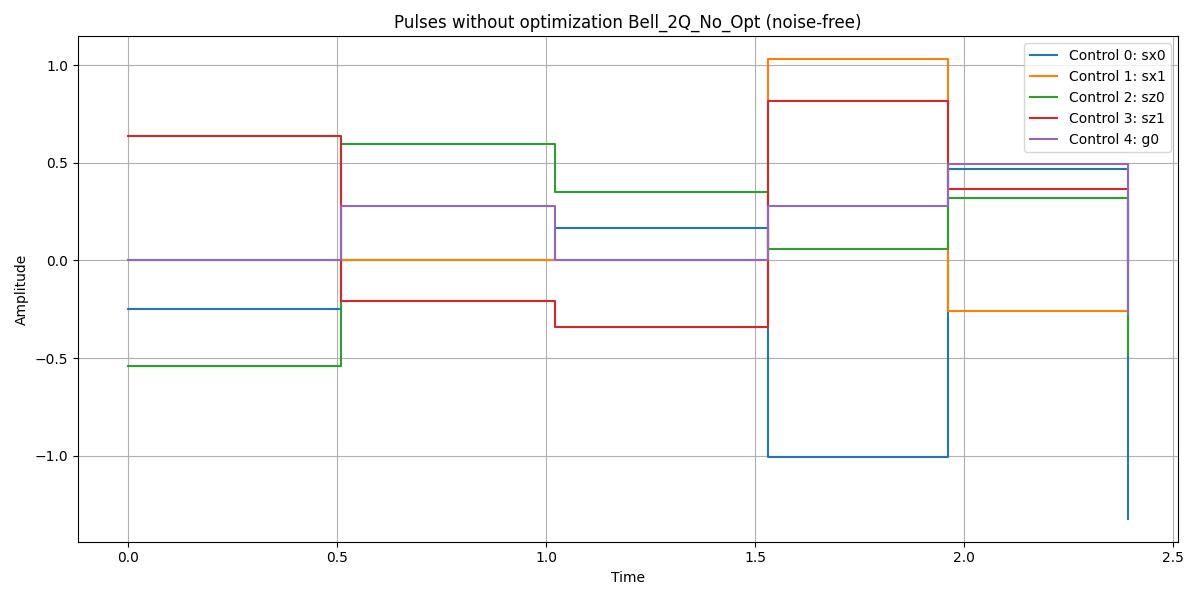 Pulses without optimization Bell_2Q_No_Opt (noise-free)
Control 0: sx0
Control 1: sx1
Control 2: sz0
Control 3: sz1
Control 4: g0
Amplitude
1.0
0.5
0.0
−0.5
−1.0
0.0 0.5 1.0 1.5 2.0 2.5
Time